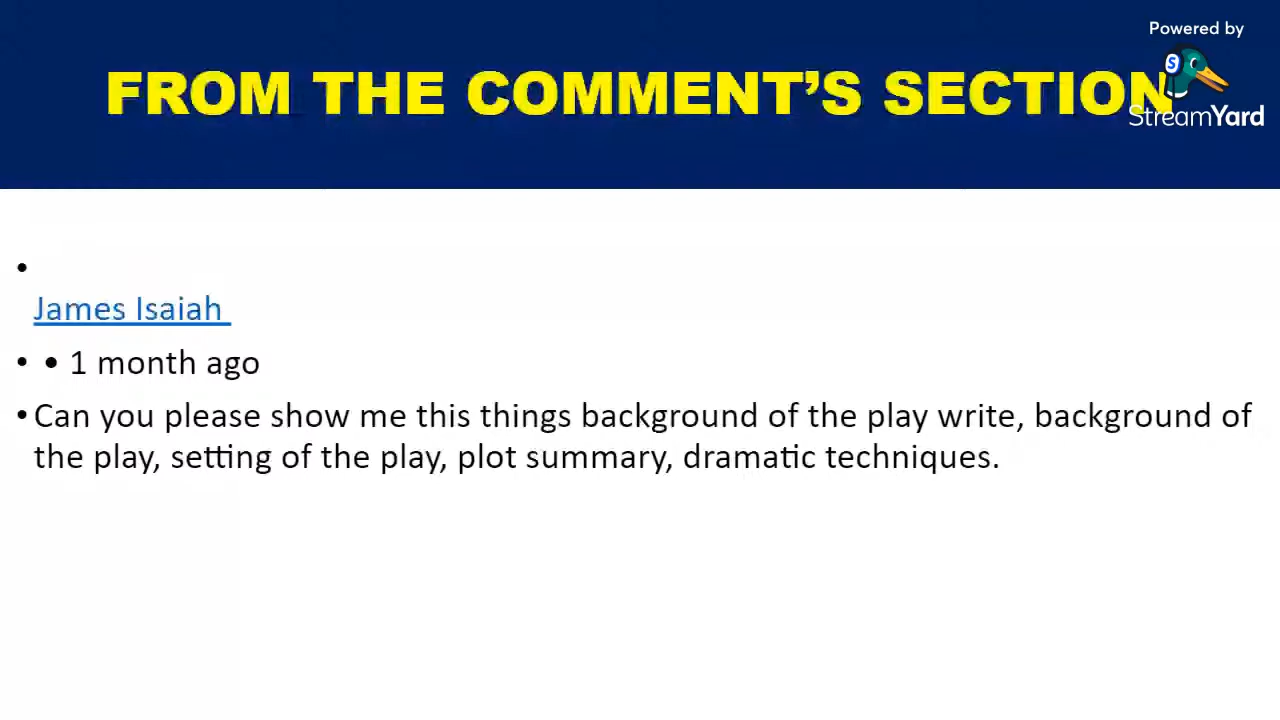 Powered by
FROM THE COMMENT’S SECTION
StreamYard
•
James Isaiah
• • 1 month ago
• Can you please show me this things background of the play write, background of
the play, setting of the play, plot summary, dramatic techniques.